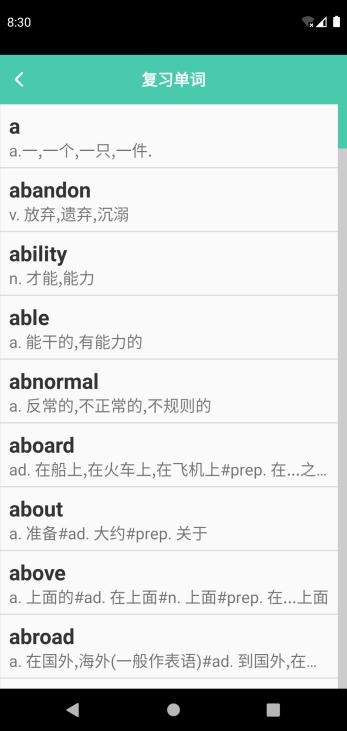 8:30
复习单词
a
a.一,一个,一只,一件.
abandon
v. 放弃,遗弃,沉溺
ability
n. 才能,能力
able
a. 能干的,有能力的
abnormal
a. 反常的,不正常的,不规则的
aboard
ad. 在船上,在火车上,在飞机上#prep. 在...之...
about
a. 准备#ad. 大约#prep. 关于
above
a. 上面的#ad. 在上面#n. 上面#prep. 在...上面
abroad
a. 在国外,海外(一般作表语)#ad. 到国外,在...